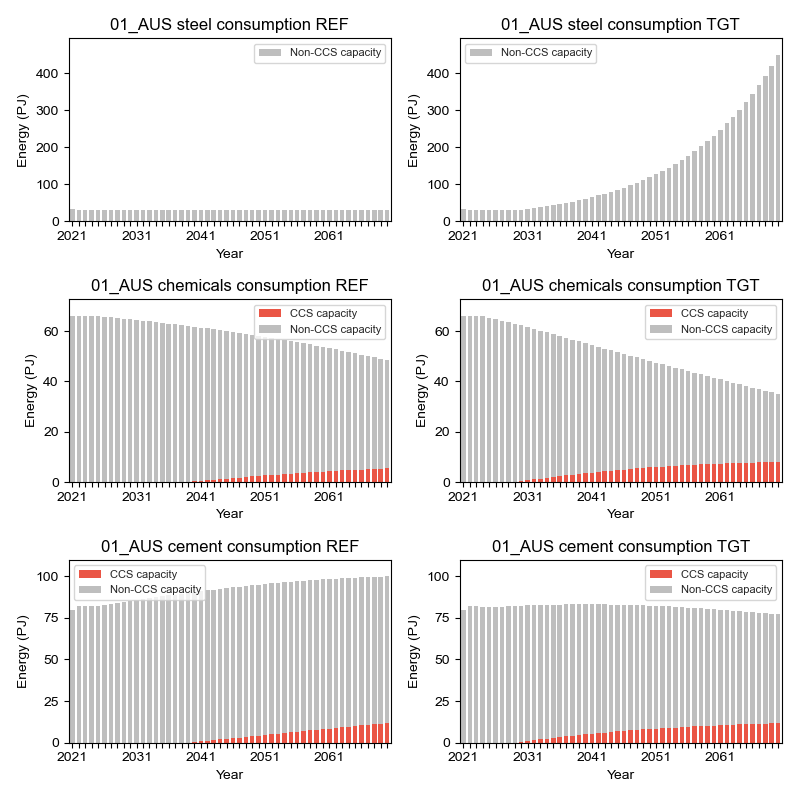 01_AUS steel consumption REF
Non-CCS capacity
Energy (PJ)
400
300
200
100
0
2021 2031 2041 2051 2061
Year
01_AUS steel consumption TGT
Non-CCS capacity
Energy (PJ)
400
300
200
100
0
2021 2031 2041 2051 2061
Year
01_AUS chemicals consumption REF
CCS capacity
Non-CCS capacity
Energy (PJ)
60
40
20
0
2021 2031 2041 2051 2061
Year
01_AUS chemicals consumption TGT
CCS capacity
Non-CCS capacity
Energy (PJ)
60
40
20
0
2021 2031 2041 2051 2061
Year
01_AUS cement consumption REF
CCS capacity
Non-CCS capacity
Energy (PJ)
100
75
50
25
0
2021 2031 2041 2051 2061
Year
01_AUS cement consumption TGT
CCS capacity
Non-CCS capacity
Energy (PJ)
100
75
50
25
0
2021 2031 2041 2051 2061
Year